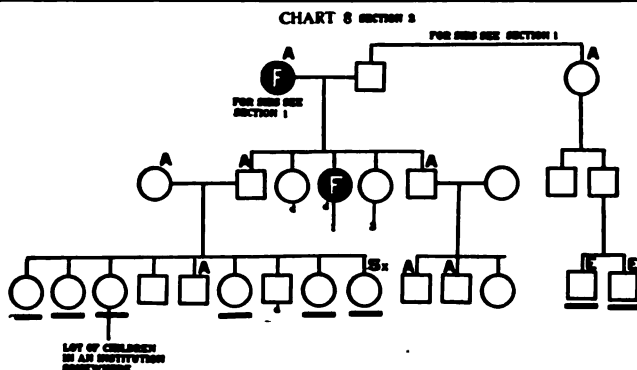 CHART 8 SECTION 2
FOR SIBS SEE SECTION 1
A
A
F
FOR SIBS SEE
SECTION 1
A
A
A
F
d
d
A
Sx
A
A
E
E
d
LOT OF CHILDREN
IN AN INSTITUTION
SOMEWHERE